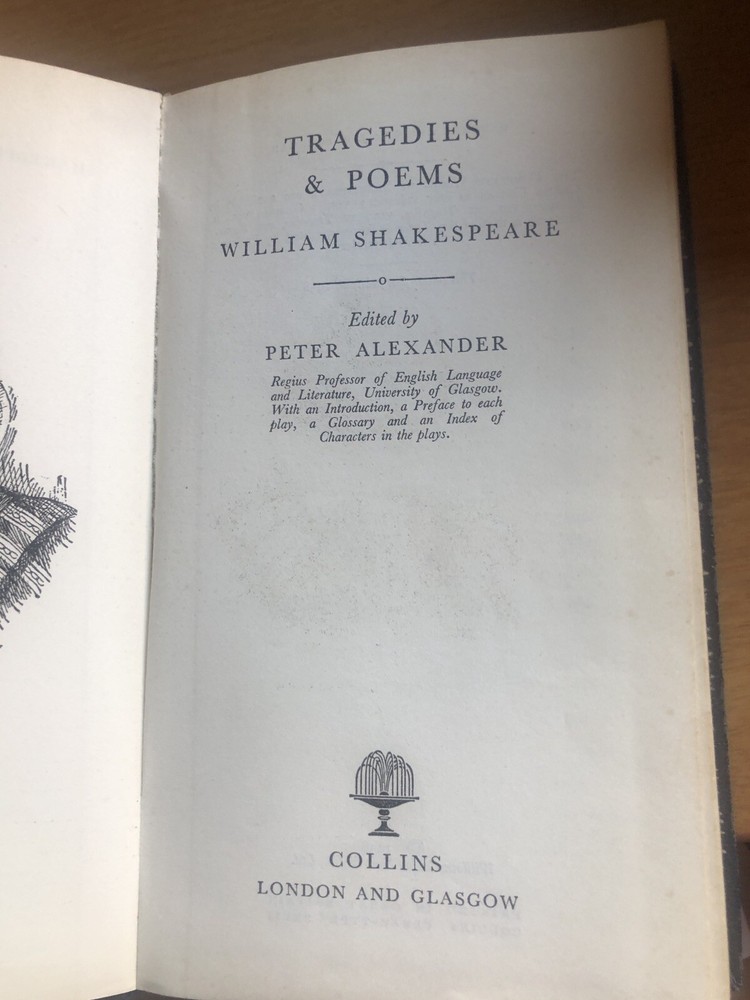 TRAGEDIES
& POEMS
WILLIAM SHAKESPEARE
Edited by
PETER ALEXANDER
Regius Professor of English Language
and Literature, University of Glasgow.
With an Introduction, a Preface to each
play, a Glossary and an Index of
Characters in the plays.
COLLINS
LONDON AND GLASGOW